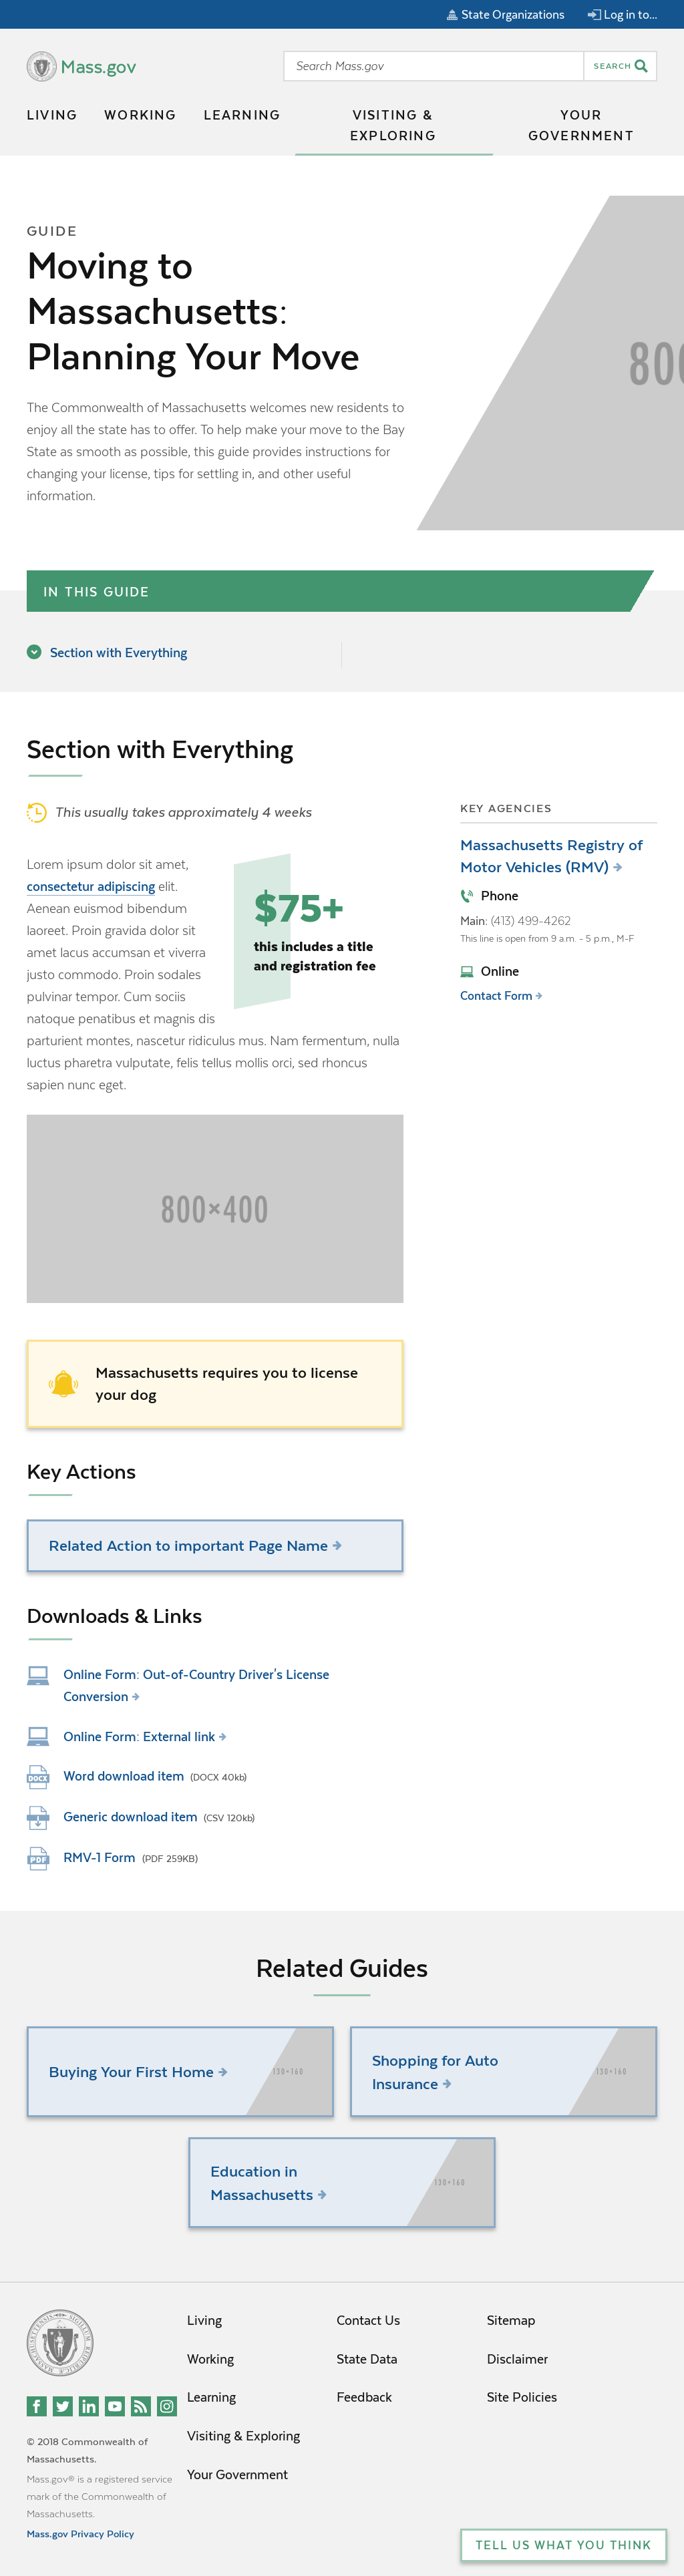 State Organizations
Log in to...
Mass.gov
Search Mass.gov
SEARCH
LIVING
WORKING
LEARNING
VISITING &
EXPLORING
YOUR
GOVERNMENT
GUIDE
Moving to
Massachusetts:
Planning Your Move
The Commonwealth of Massachusetts welcomes new residents to
enjoy all the state has to offer. To help make your move to the Bay
State as smooth as possible, this guide provides instructions for
changing your license, tips for settling in, and other useful
information.
800
IN THIS GUIDE
Section with Everything
Section with Everything
This usually takes approximately 4 weeks
Lorem ipsum dolor sit amet,
consectetur adipiscing elit.
Aenean euismod bibendum
laoreet. Proin gravida dolor sit
amet lacus accumsan et viverra
justo commodo. Proin sodales
pulvinar tempor. Cum sociis
natoque penatibus et magnis dis
parturient montes, nascetur ridiculus mus. Nam fermentum, nulla
luctus pharetra vulputate, felis tellus mollis orci, sed rhoncus
sapien nunc eget.
$75+
this includes a title
and registration fee
800×400
Massachusetts requires you to license
your dog
Key Actions
Related Action to important Page Name
Downloads & Links
Online Form: Out-of-Country Driver's License
Conversion
Online Form: External link
DOCX
Word download item (DOCX 40kb)
Generic download item (CSV 120kb)
PDF
RMV-1 Form (PDF 259KB)
KEY AGENCIES
Massachusetts Registry of
Motor Vehicles (RMV)
Phone
Main: (413) 499-4262
This line is open from 9 a.m. - 5 p.m., M-F
Online
Contact Form
Related Guides
Buying Your First Home
130×160
Shopping for Auto
Insurance
130×160
Education in
Massachusetts
130×160
© 2018 Commonwealth of
Massachusetts.
Mass.gov® is a registered service
mark of the Commonwealth of
Massachusetts.
Mass.gov Privacy Policy
Living
Working
Learning
Visiting & Exploring
Your Government
Contact Us
State Data
Feedback
Sitemap
Disclaimer
Site Policies
TELL US WHAT YOU THINK